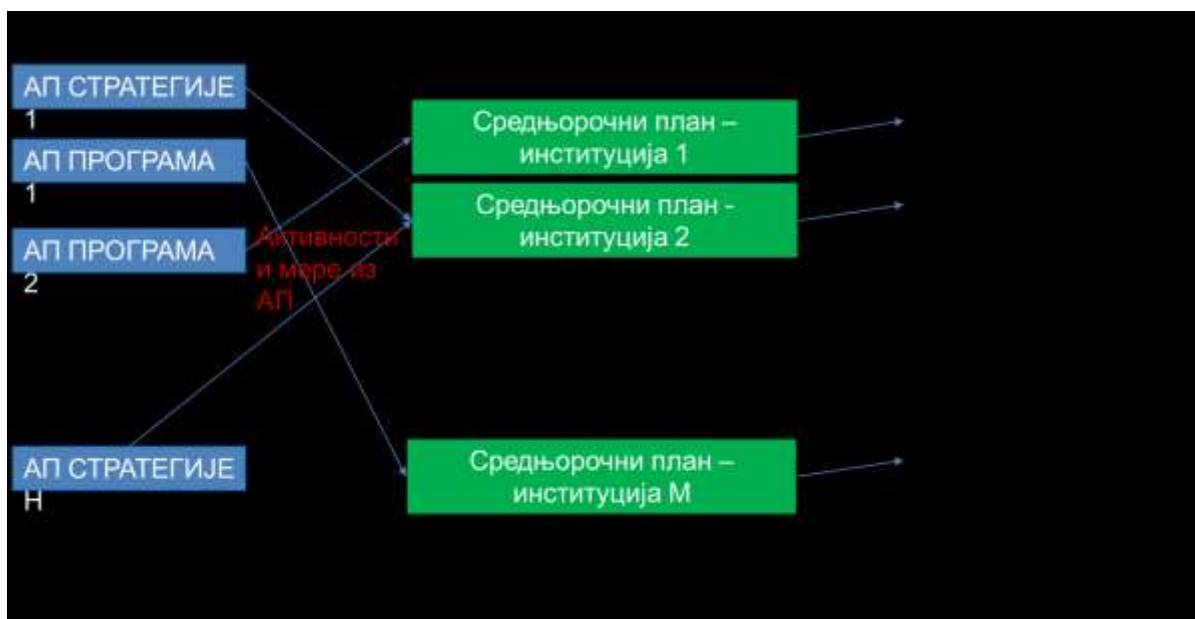 АП СТРАТЕГИЈЕ
1
АП ПРОГРАМА
1
АП ПРОГРАМА
2
АП СТРАТЕГИЈЕ
Н
Активности
и мере из
АП
Средњорочни план –
институција 1
Средњорочни план -
институција 2
Средњорочни план –
институција М